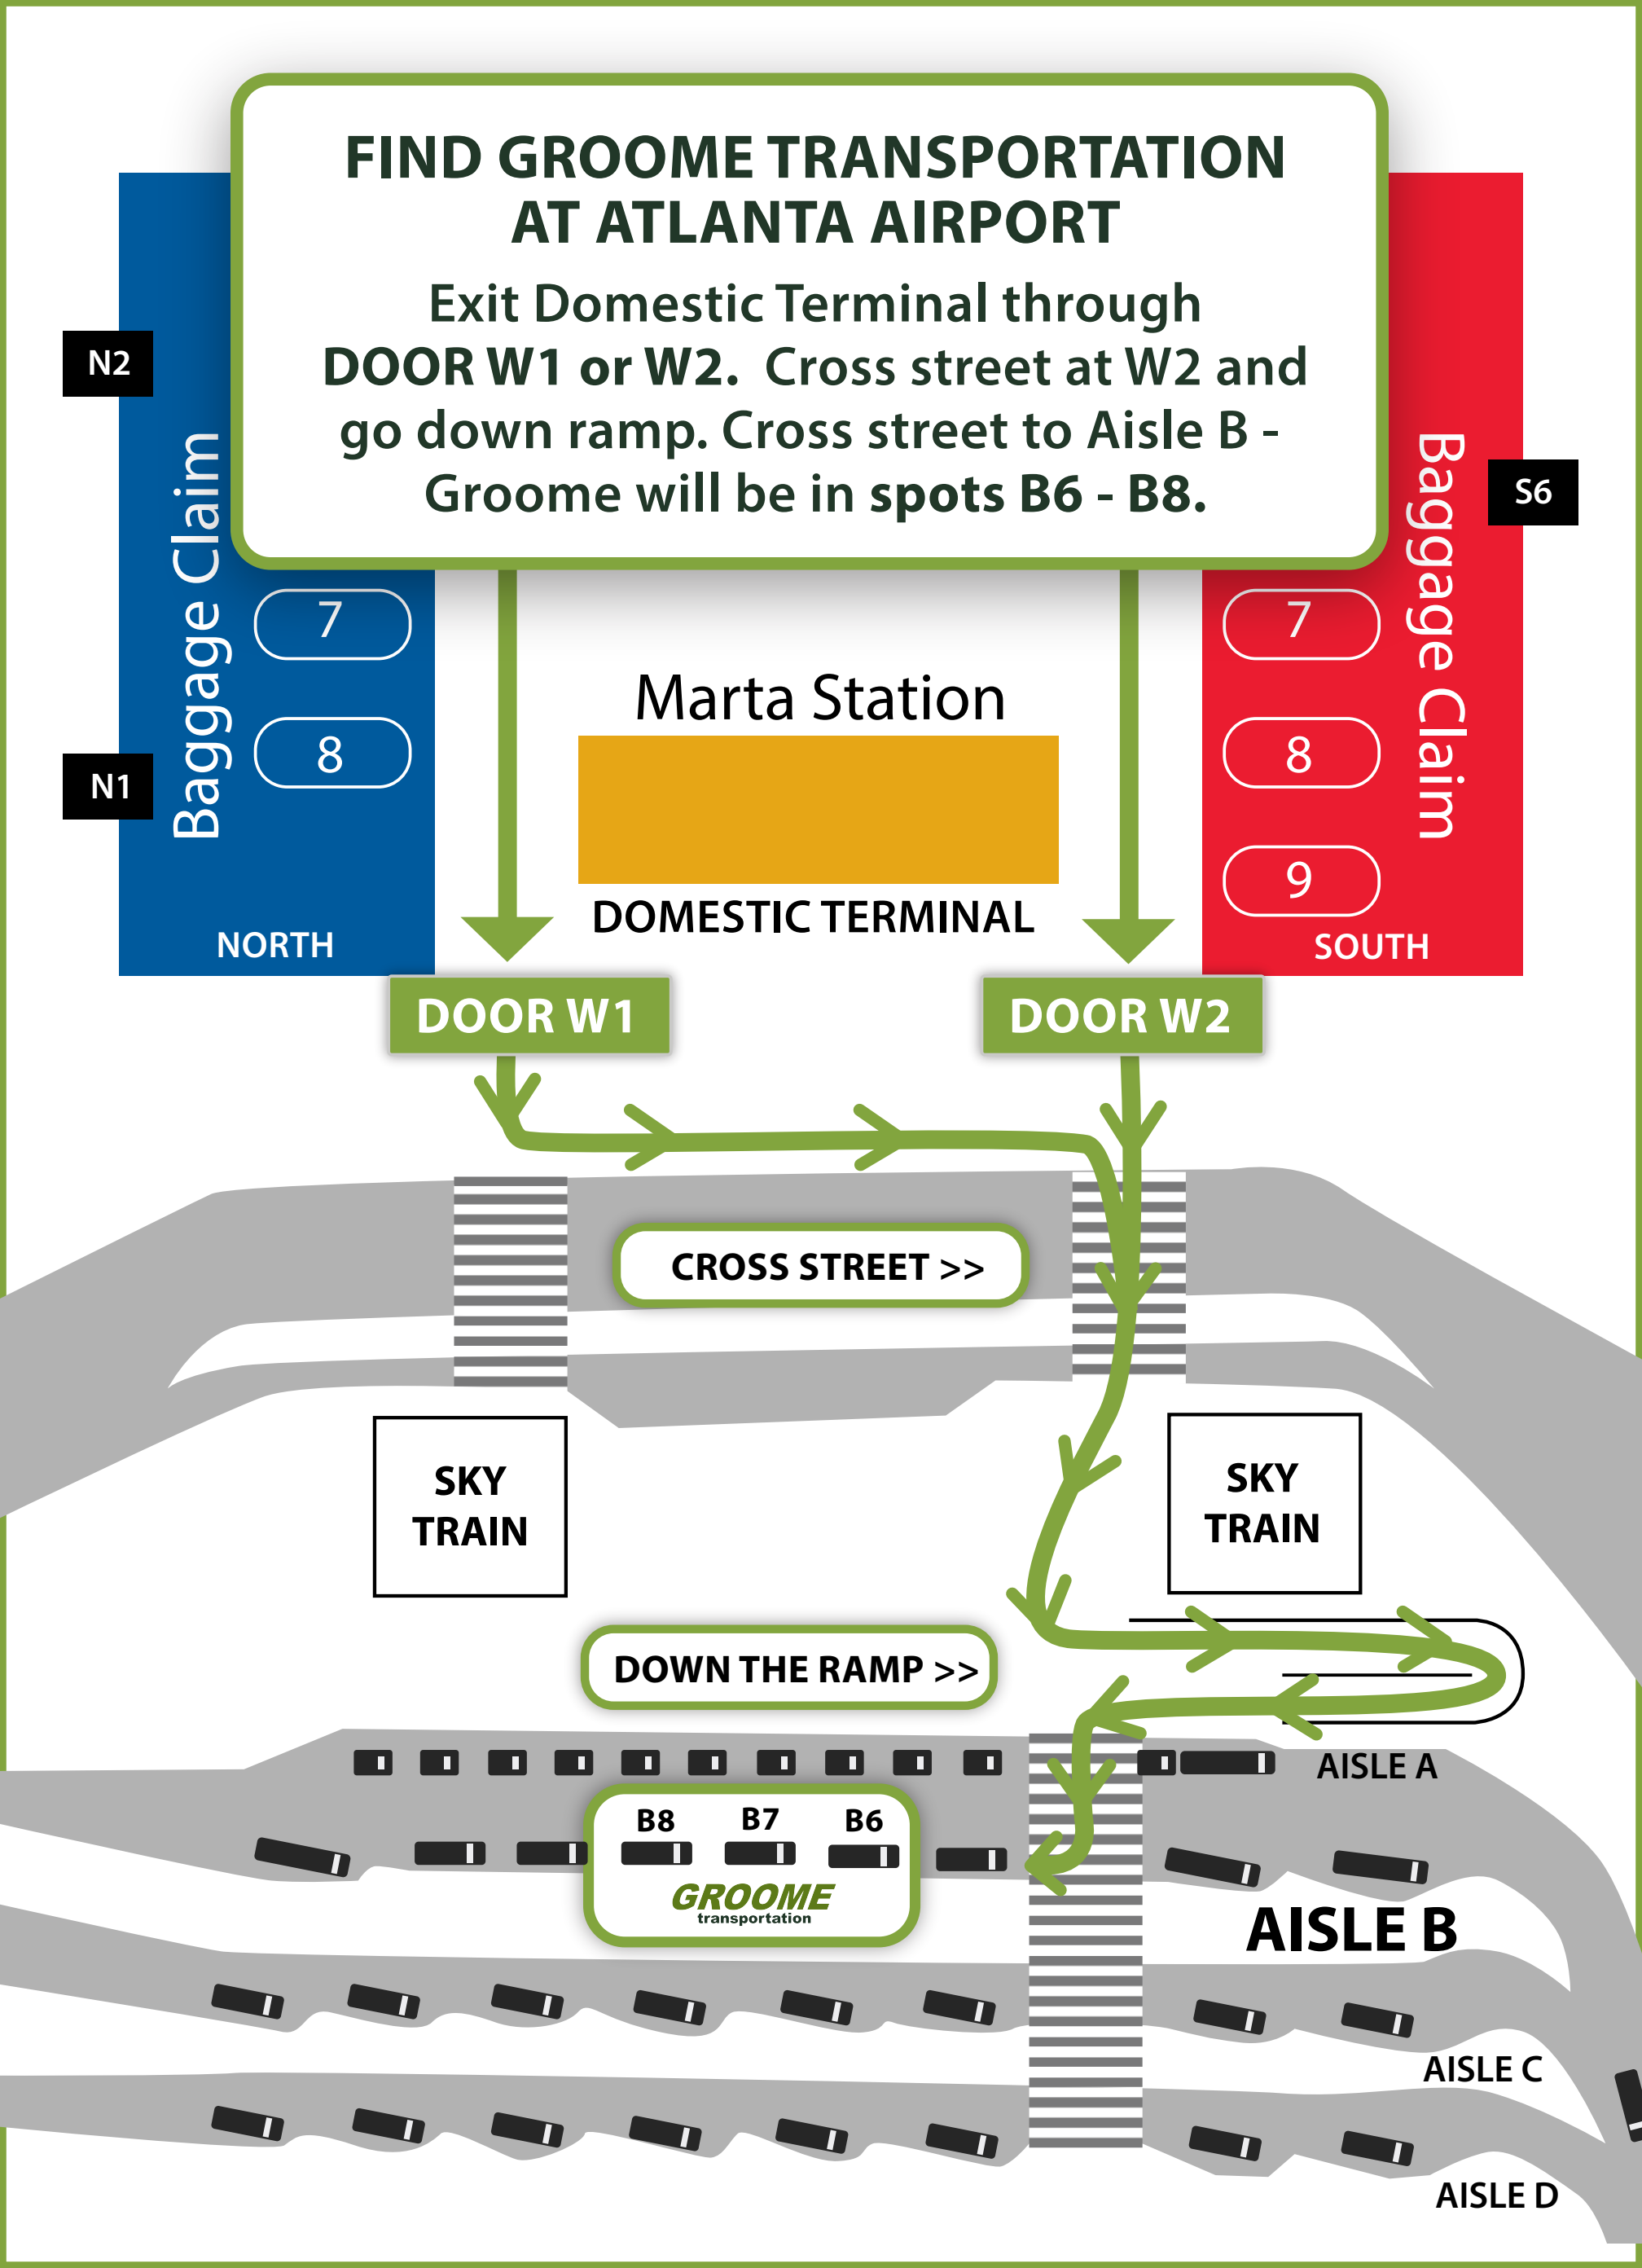 FIND GROOME TRANSPORTATION
AT ATLANTA AIRPORT
Exit Domestic Terminal through
DOOR W1 or W2. Cross street at W2 and
go down ramp. Cross street to Aisle B -
Groome will be in spots B6 - B8.
N2
Baggage Claim
N1
7
8
NORTH
Marta Station
DOMESTIC TERMINAL
S6
Baggage Claim
7
8
9
SOUTH
DOOR W1
DOOR W2
CROSS STREET >>
SKY
TRAIN
SKY
TRAIN
DOWN THE RAMP >>
AISLE A
B8 B7 B6
GROOME
transportation
AISLE B
AISLE C
AISLE D